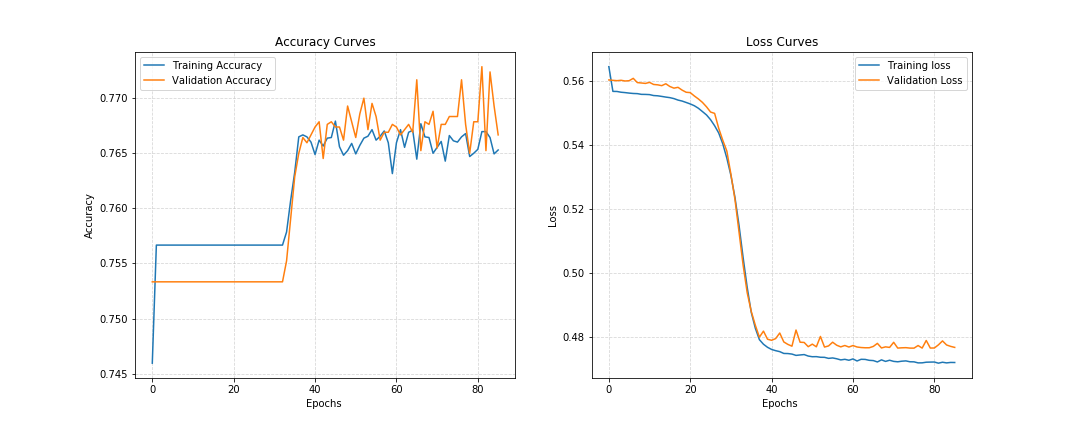 Accuracy Curves
Training Accuracy
Validation Accuracy
0.770
0.765
0.760
0.755
0.750
0.745
Accuracy
0 20 40 60 80
Epochs
Loss Curves
Training loss
Validation Loss
0.56
0.54
0.52
0.50
0.48
Loss
0 20 40 60 80
Epochs